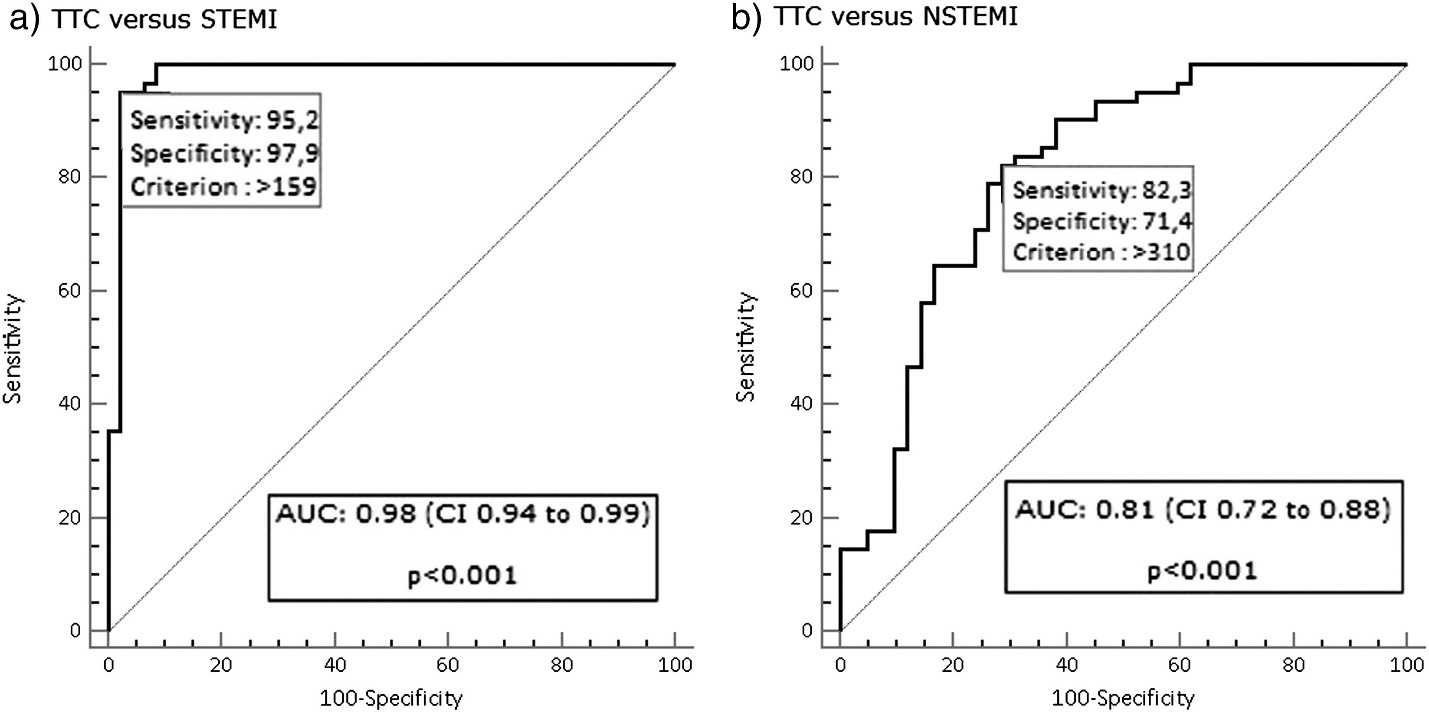 a) TTC versus STEMI
100
80
60
40
20
0
Sensitivity
Sensitivity: 95,2
Specificity: 97,9
Criterion : >159
AUC: 0.98 (CI 0.94 to 0.99)
p<0.001
0 20 40 60 80 100
100-Specificity
b) TTC versus NSTEMI
100
80
60
40
20
0
Sensitivity
Sensitivity: 82,3
Specificity: 71,4
Criterion : >310
AUC: 0.81 (CI 0.72 to 0.88)
p<0.001
0 20 40 60 80 100
100-Specificity